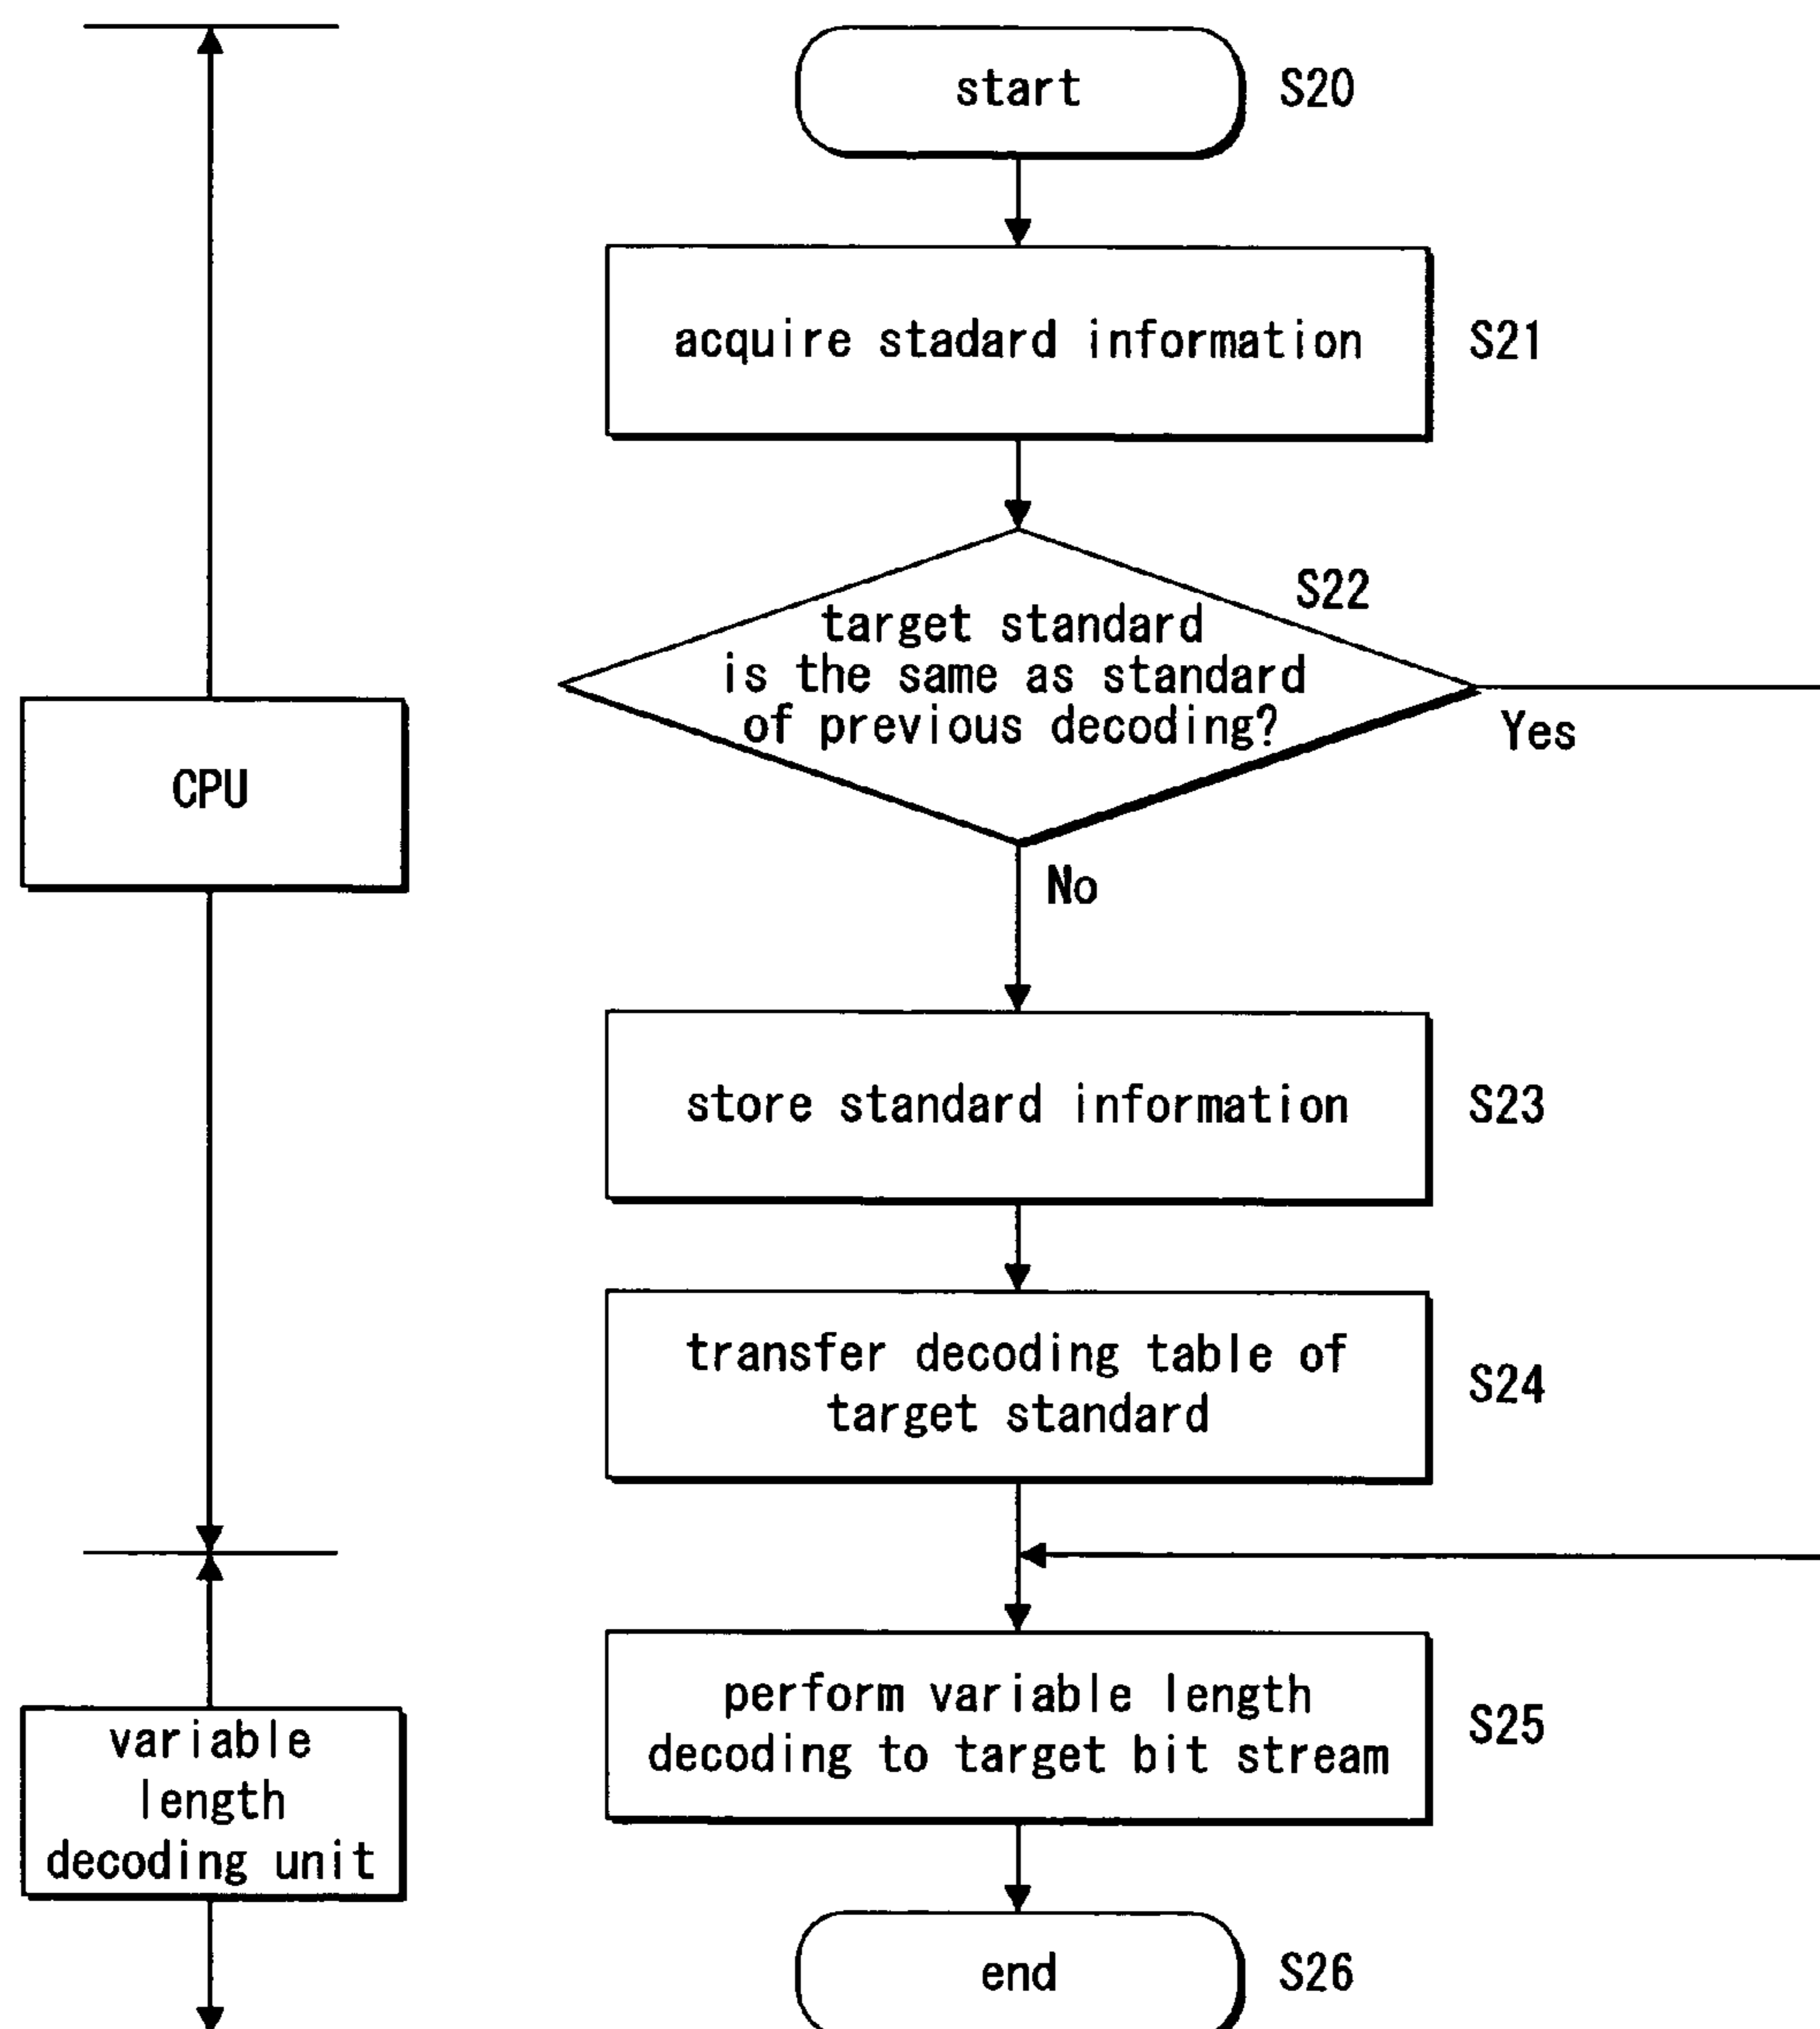 start
S20
acquire stadard information
S21
S22
target standard
is the same as standard
of previous decoding?
Yes
CPU
No
store standard information
S23
transfer decoding table of
target standard
S24
perform variable length
decoding to target bit stream
S25
variable
length
decoding unit
end
S26